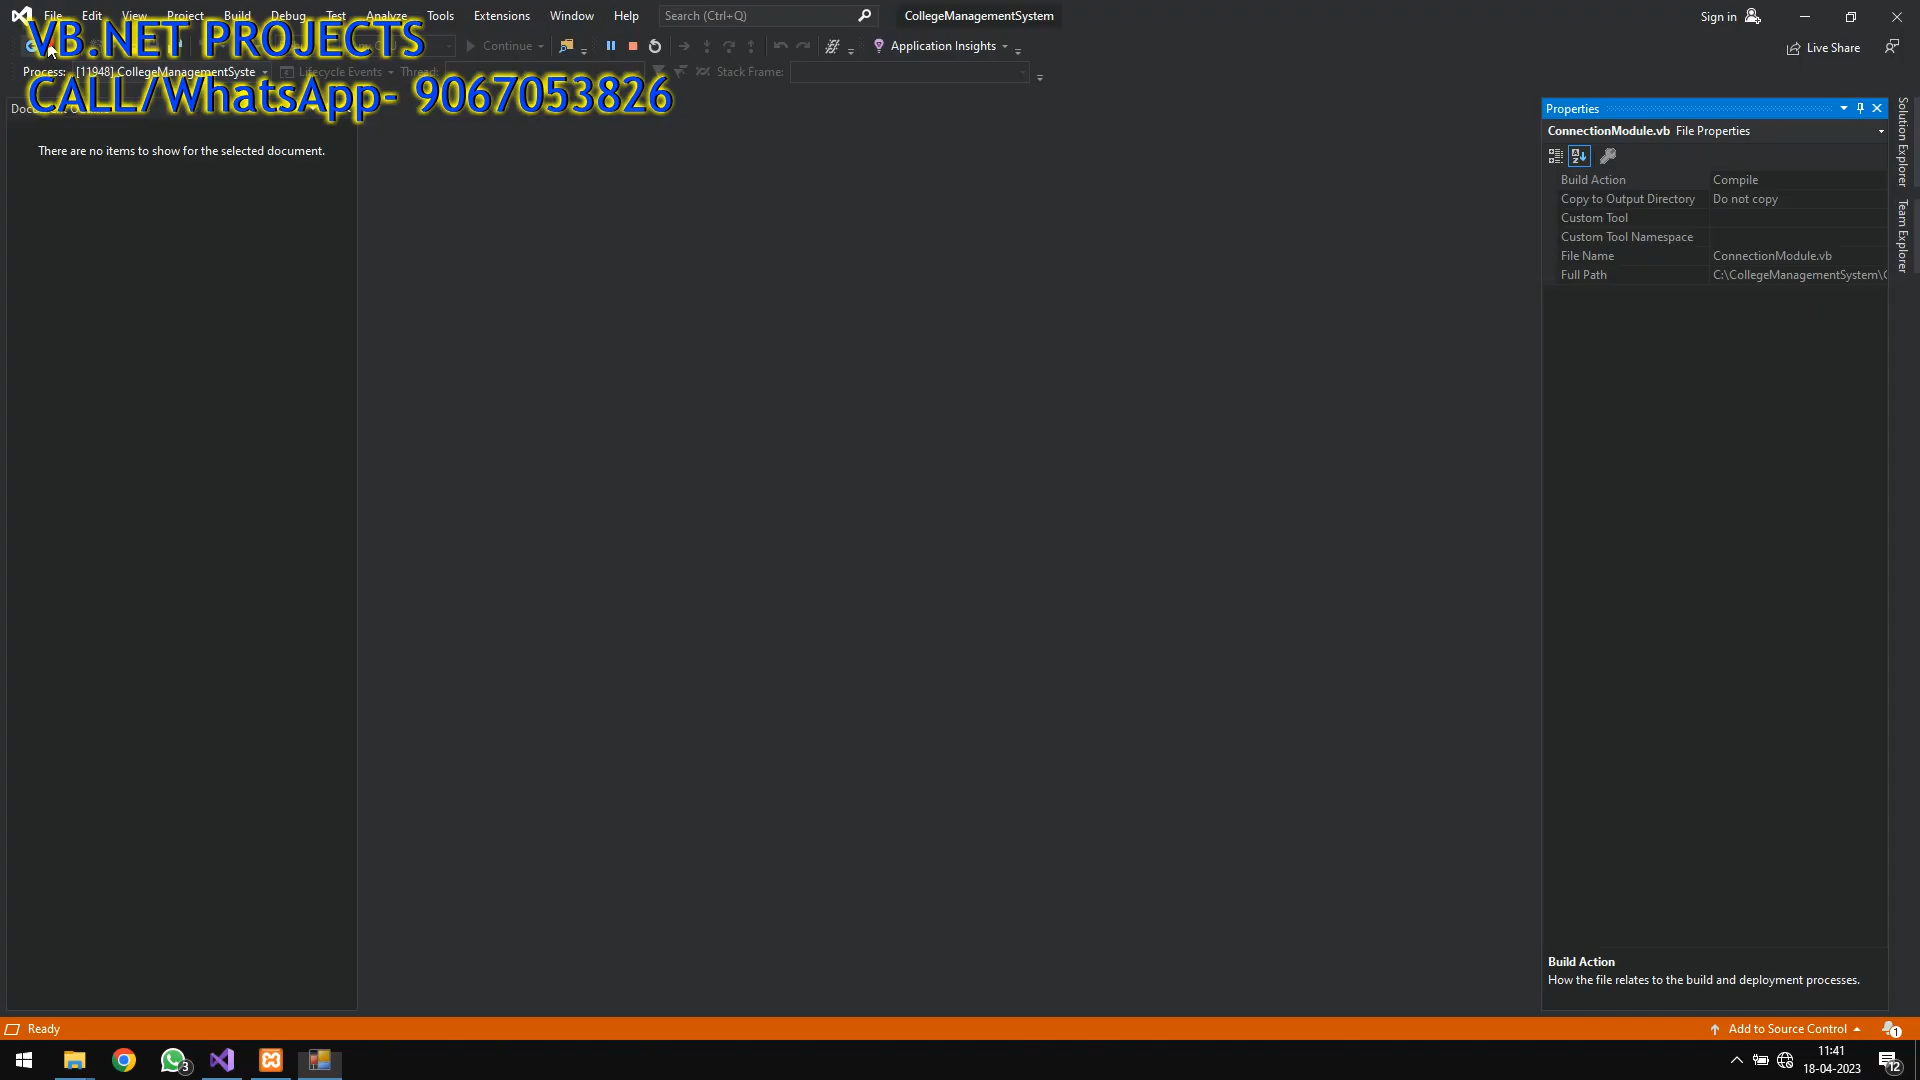 File Edit View Project Build Debug Test Analyze Tools Extensions Window Help Search (Ctrl+Q) CollegeManagementSystem Sign in
VB.NET PROJECTS
Continue Application Insights Live Share
Process: [11948] CollegeManagementSyste Lifecycle Events Thread: Stack Frame:
CALL/WhatsApp- 9067053826
There are no items to show for the selected document.
Properties
ConnectionModule.vb File Properties
Build Action Compile
Copy to Output Directory Do not copy
Custom Tool
Custom Tool Namespace
File Name ConnectionModule.vb
Full Path C:\CollegeManagementSystem\
Solution Explorer
Team Explorer
Build Action
How the file relates to the build and deployment processes.
Ready Add to Source Control 1
3
11:41
18-04-2023
12